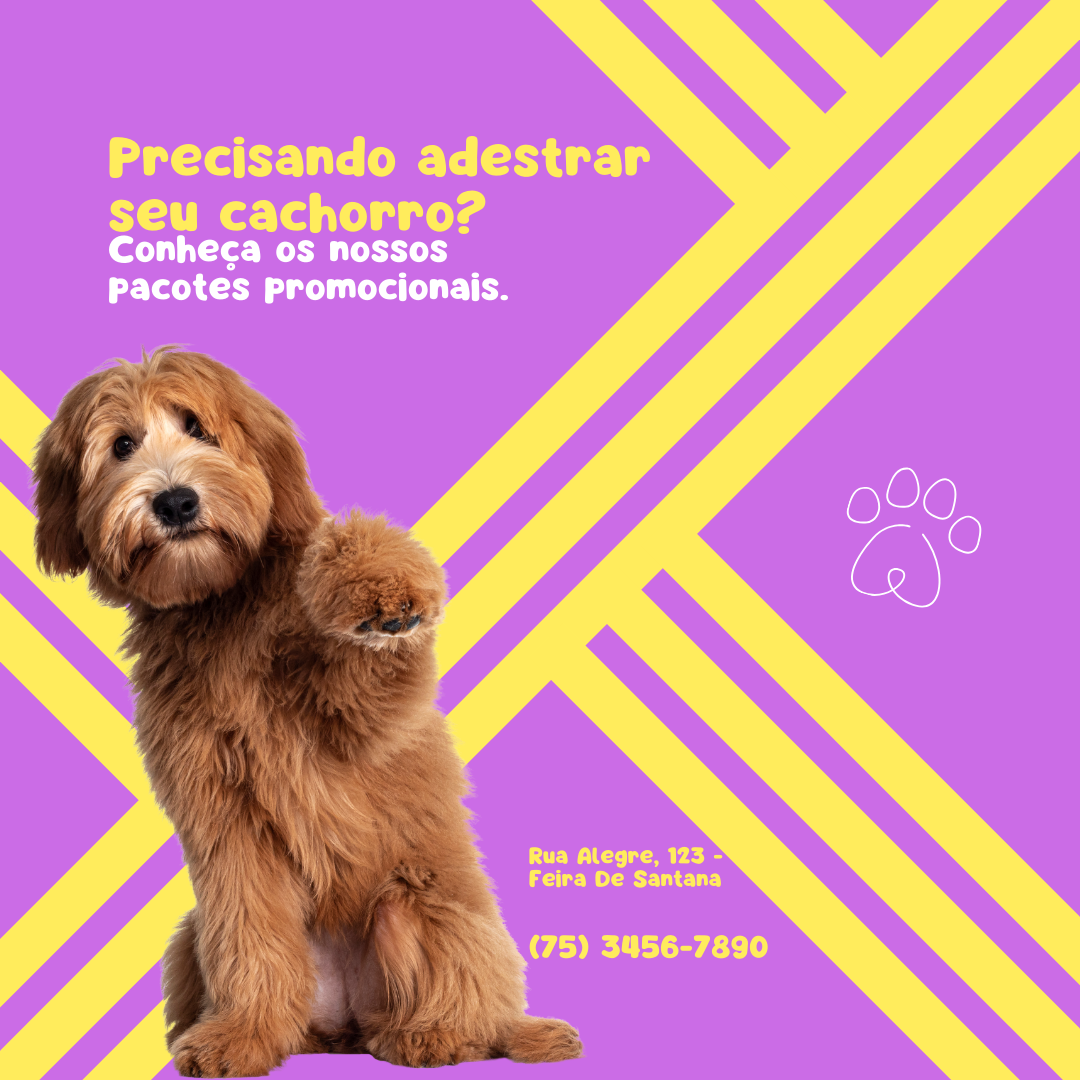 Precisando adestrar
seu cachorro?
Conheça os nossos
pacotes promocionais.
Rua Alegre, 123 -
Feira De Santana
(75) 3456-7890